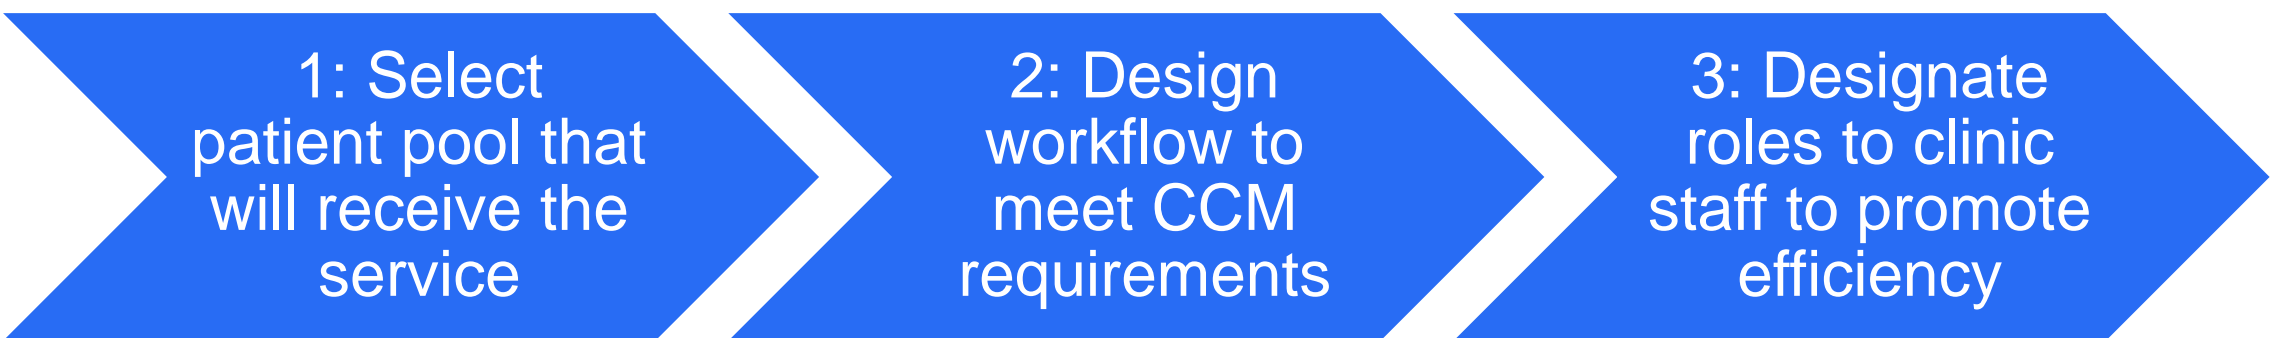 1: Select
patient pool that
will receive the
service
2: Design
workflow to
meet CCM
requirements
3: Designate
roles to clinic
staff to promote
efficiency